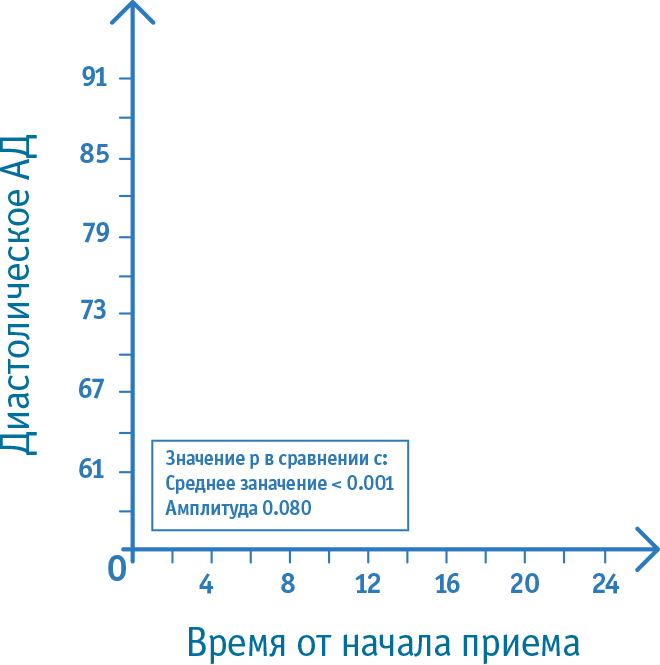 Диастолическое АД
91
85
79
73
67
61
Значение p в сравнении с:
Среднее заначение < 0.001
Амплитуда 0.080
0
4 8 12 16 20 24
Время от начала приема